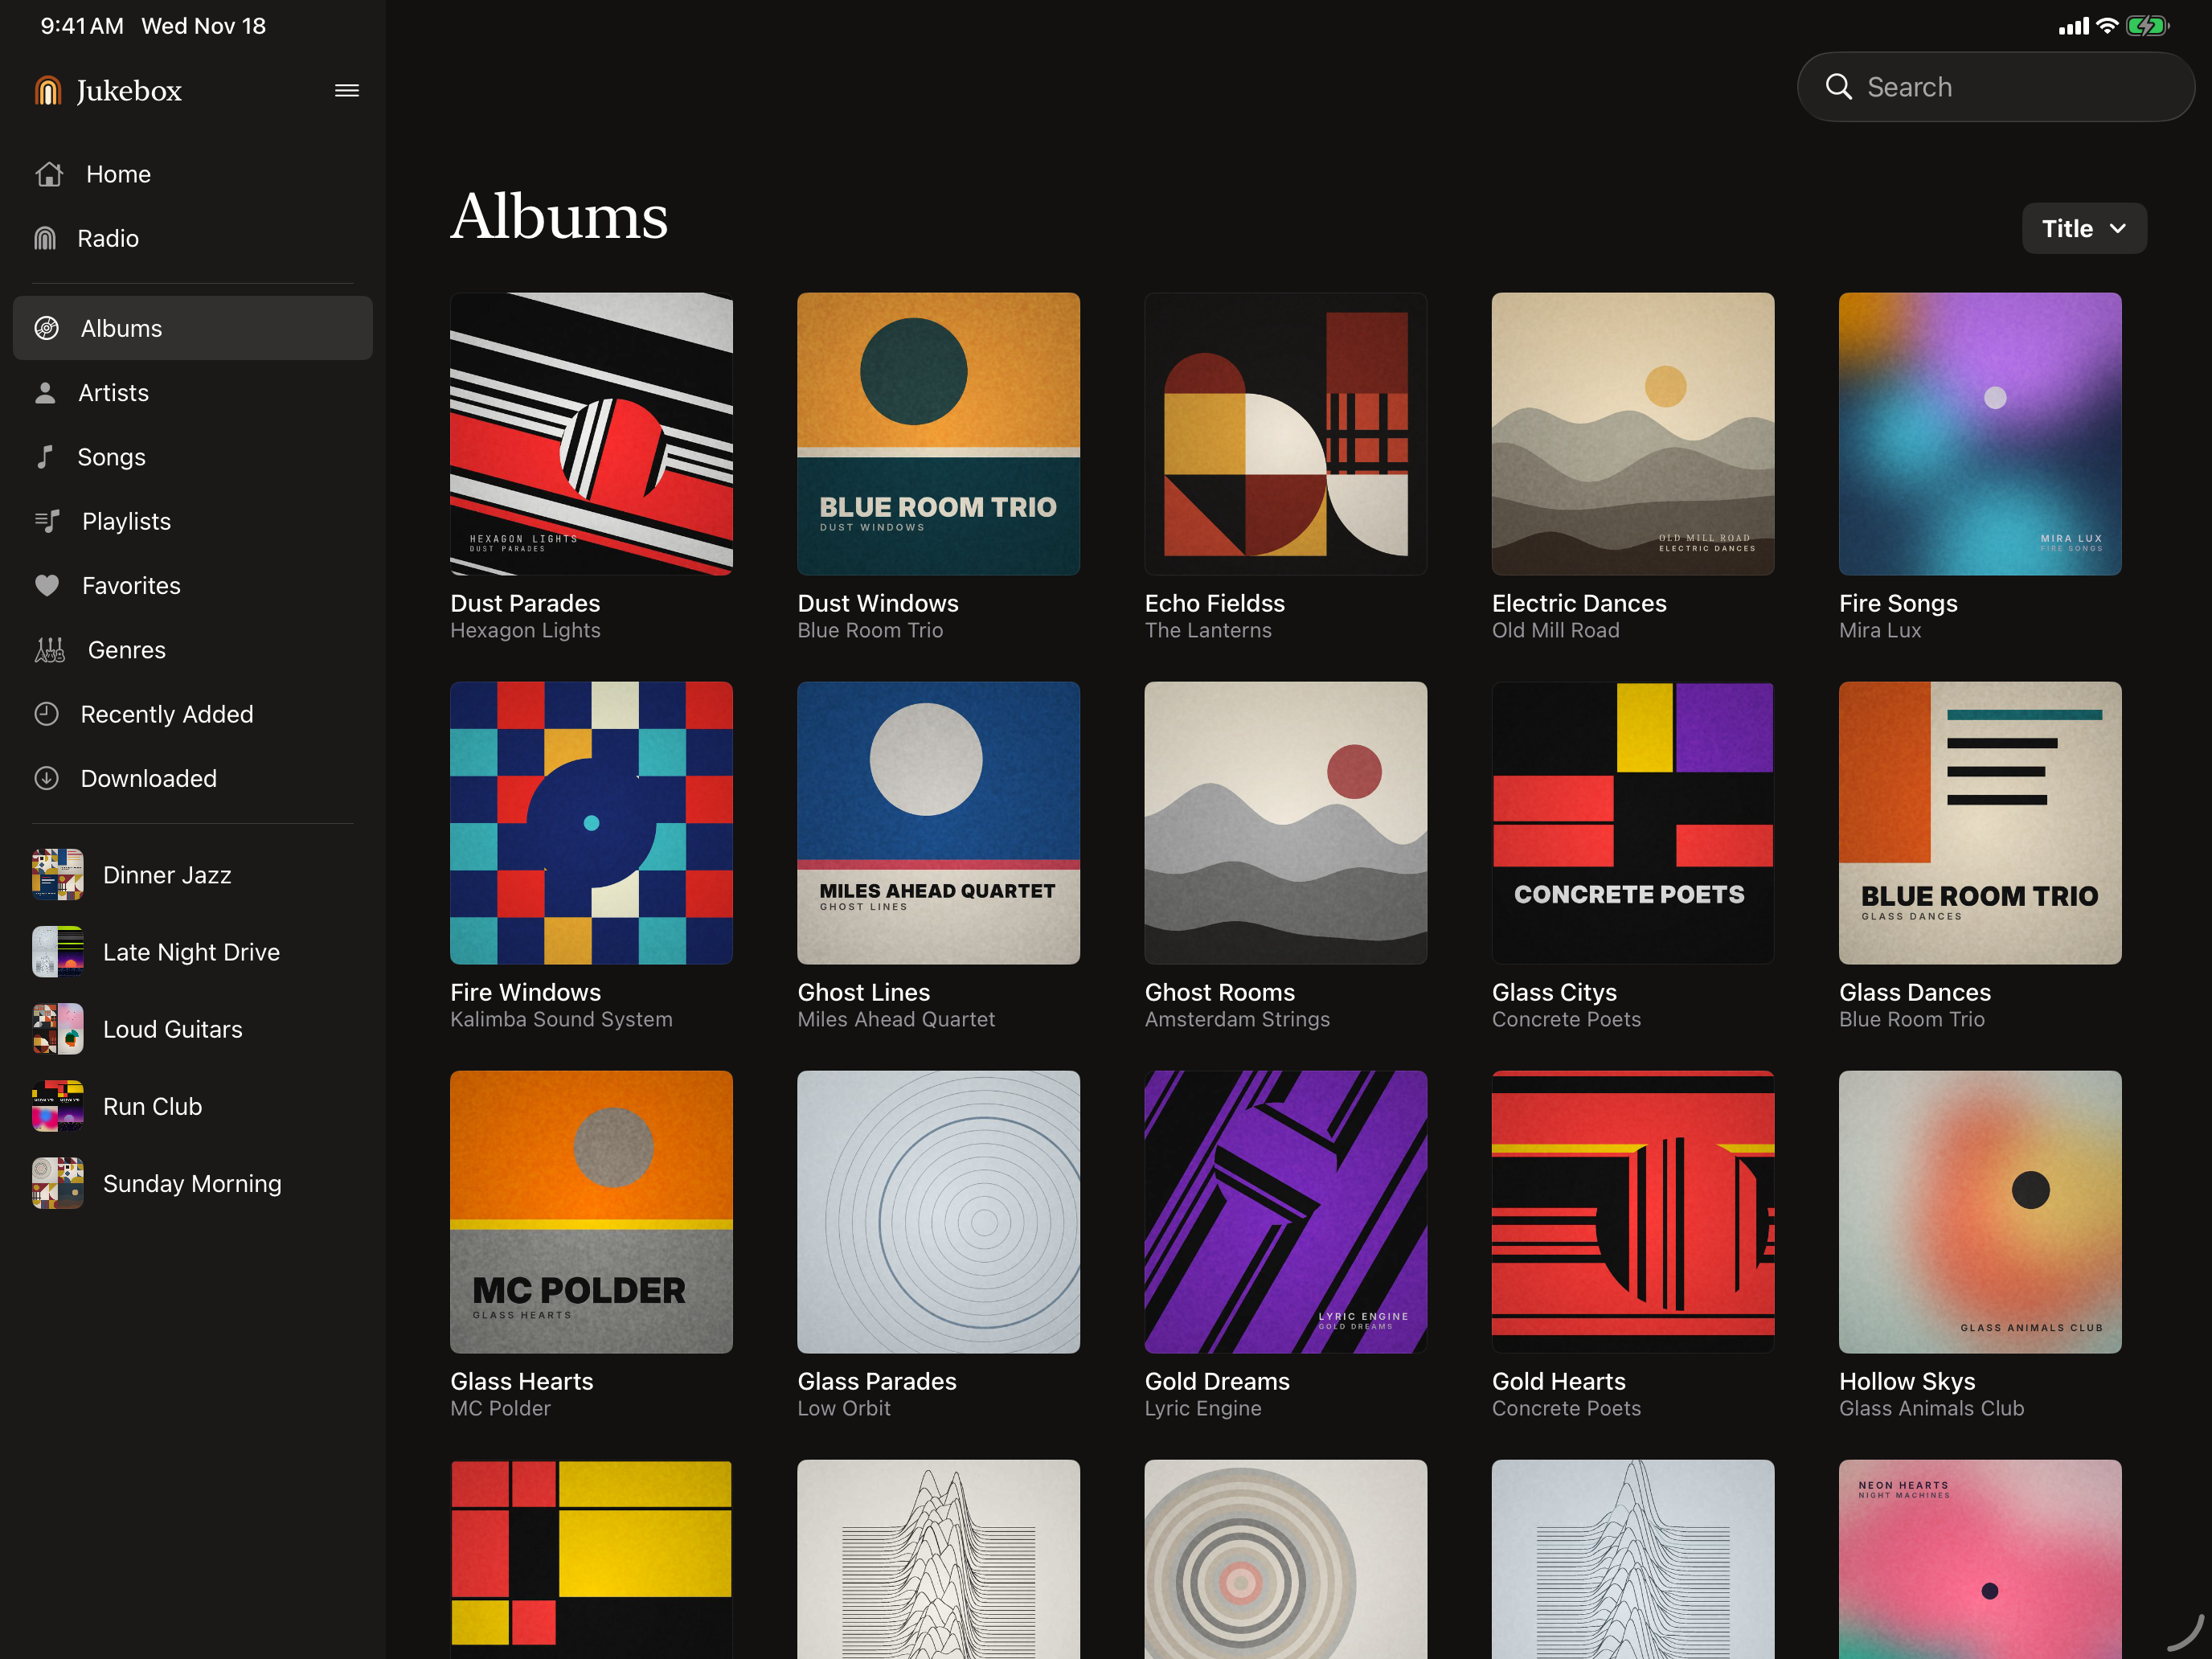 9:41 AM Wed Nov 18
Jukebox
Search
Home
Radio
Albums
Artists
Songs
Playlists
Favorites
Genres
Recently Added
Downloaded
Dinner Jazz
Late Night Drive
Loud Guitars
Run Club
Sunday Morning
Albums
Title
HEXAGON LIGHTS
DUST PARADES
BLUE ROOM TRIO
DUST WINDOWS
OLD MILL ROAD
ELECTRIC DANCES
MIRA LUX
FIRE SONGS
Dust Parades
Hexagon Lights
Dust Windows
Blue Room Trio
Echo Fieldss
The Lanterns
Electric Dances
Old Mill Road
Fire Songs
Mira Lux
MILES AHEAD QUARTET
GHOST LINES
CONCRETE POETS
BLUE ROOM TRIO
GLASS DANCES
Fire Windows
Kalimba Sound System
Ghost Lines
Miles Ahead Quartet
Ghost Rooms
Amsterdam Strings
Glass Citys
Concrete Poets
Glass Dances
Blue Room Trio
MC POLDER
GLASS HEARTS
LYRIC ENGINE
GOLD DREAMS
GLASS ANIMALS CLUB
Glass Hearts
MC Polder
Glass Parades
Low Orbit
Gold Dreams
Lyric Engine
Gold Hearts
Concrete Poets
Hollow Skys
Glass Animals Club
NEON HEARTS
NIGHT MACHINES